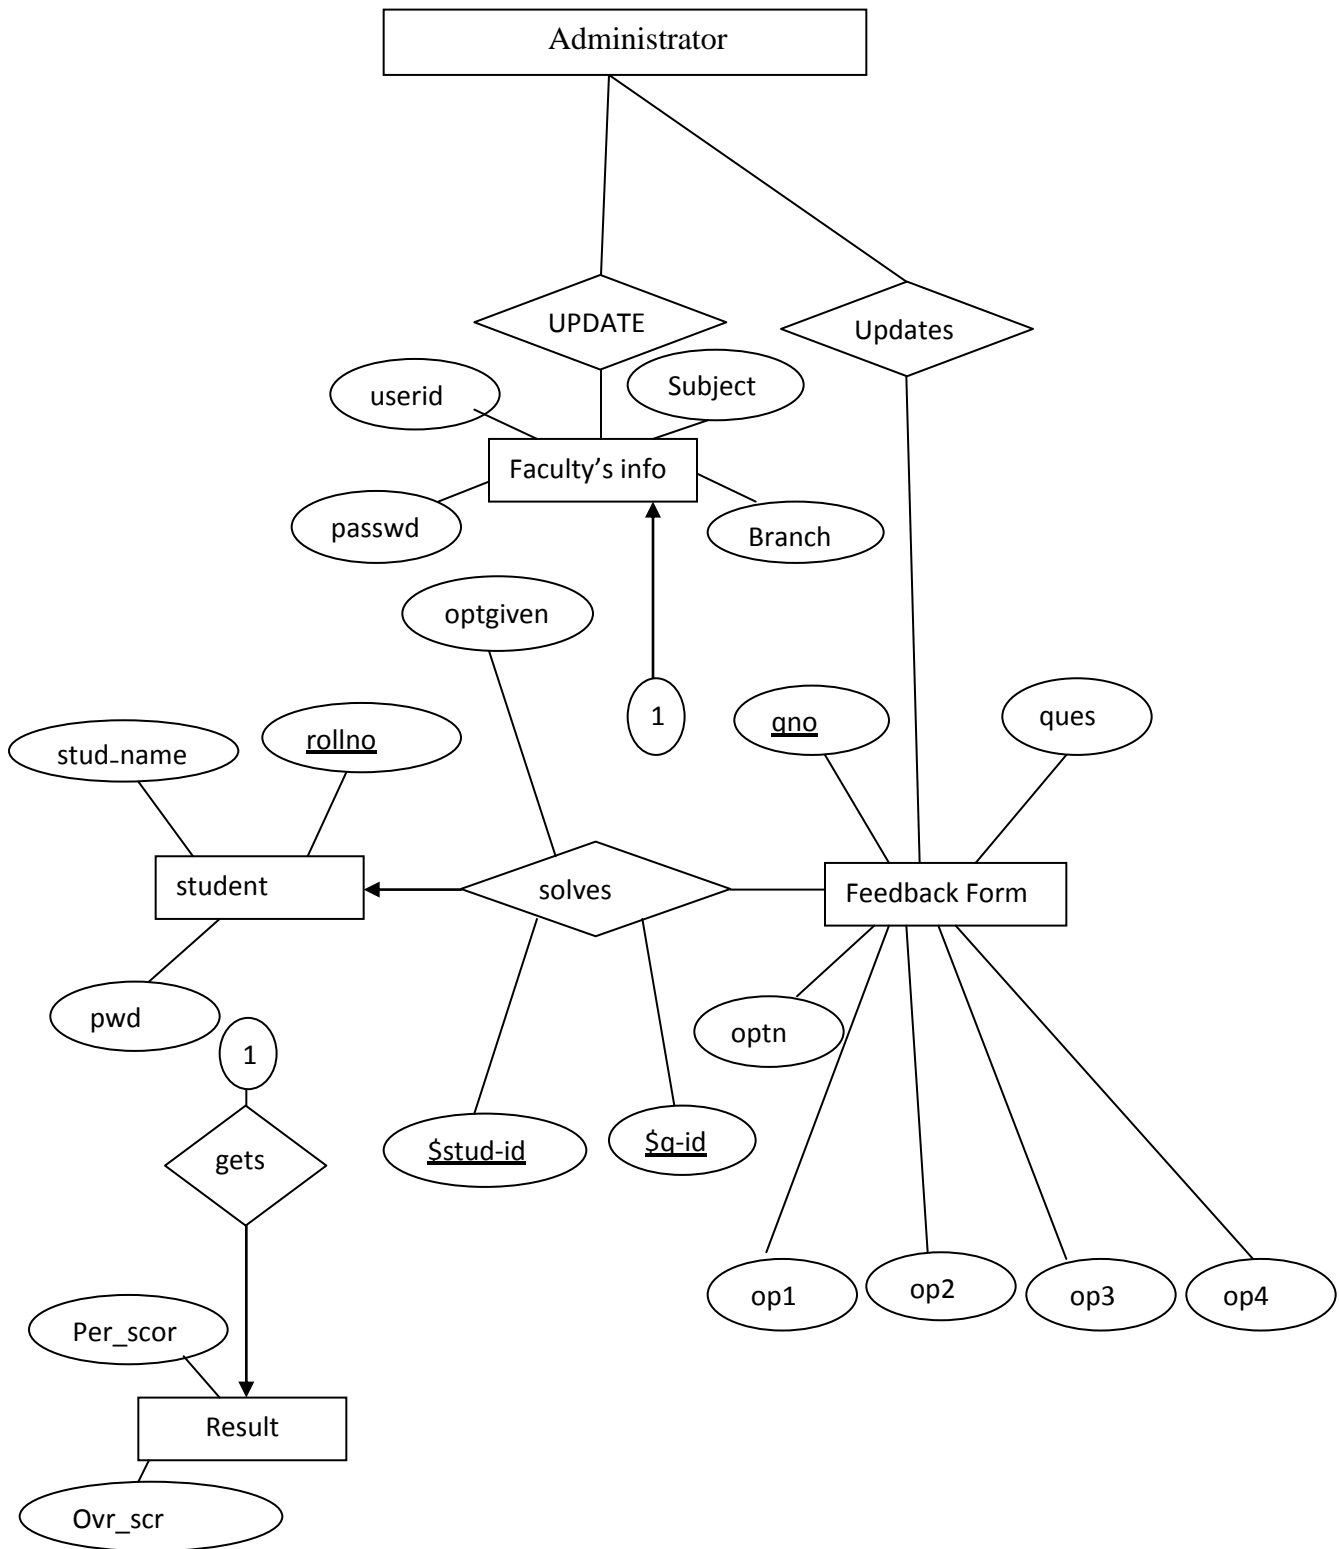 Administrator
UPDATE
Updates
userid
Subject
Faculty’s info
passwd
Branch
optgiven
1
qno
ques
stud_name
rollno
student
solves
Feedback Form
pwd
optn
1
$stud-id
$q-id
gets
op1
op2
op3
op4
Per_scor
Result
Ovr_scr